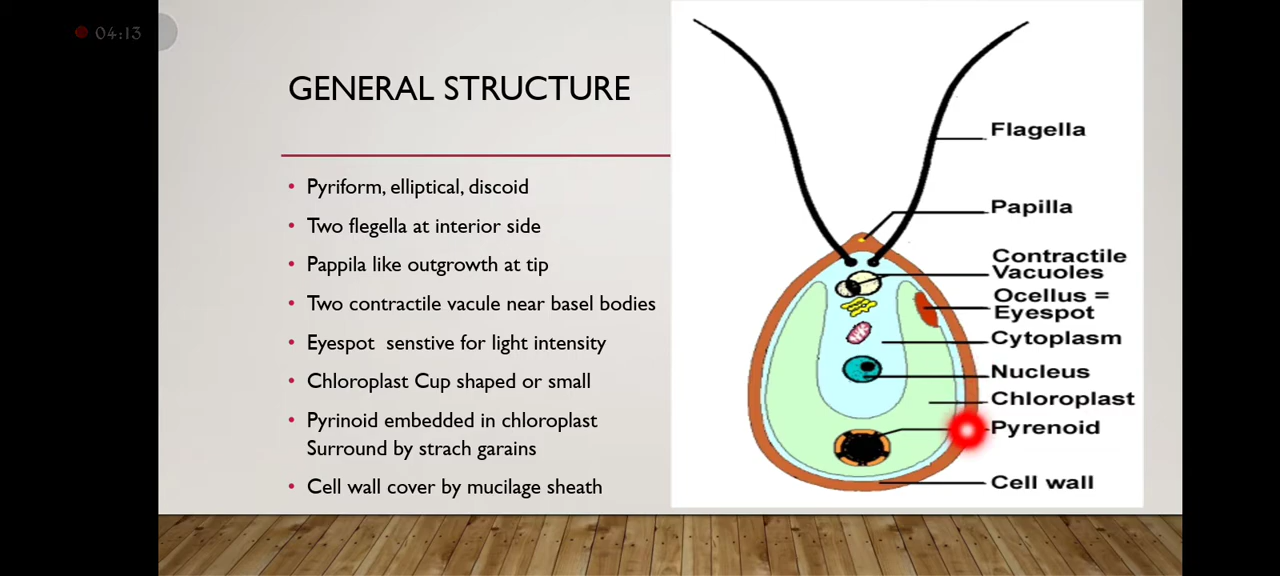 04:13
GENERAL STRUCTURE
• Pyriform, elliptical, discoid
• Two flegella at interior side
• Pappila like outgrowth at tip
• Two contractile vacule near basel bodies
• Eyespot senstive for light intensity
• Chloroplast Cup shaped or small
• Pyrinoid embedded in chloroplast
Surround by strach garains
• Cell wall cover by mucilage sheath
Flagella
Papilla
Contractile
Vacuoles
Ocellus =
Eyespot
Cytoplasm
Nucleus
Chloroplast
Pyrenoid
Cell wall